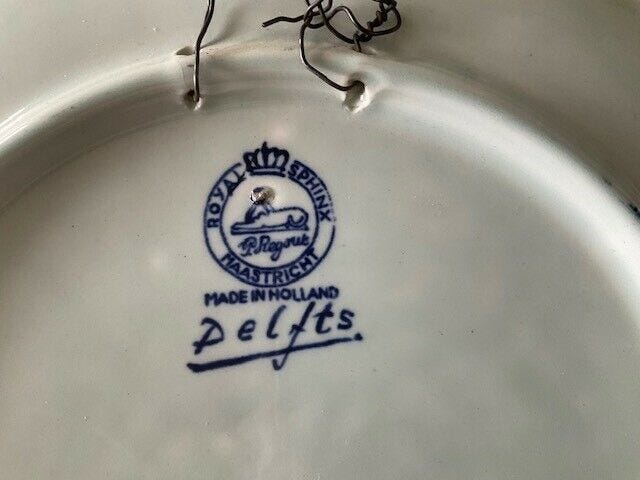 ROYAL SPHINX
P. Regout
MAASTRICHT
MADE IN HOLLAND
Delfts.